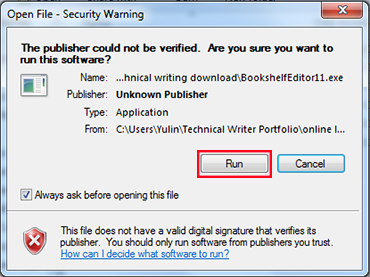 Open File - Security Warning
The publisher could not be verified. Are you sure you want to
run this software?
Name: ...hnical writing download\BookshelfEditor11.exe
Publisher: Unknown Publisher
Type: Application
From: C:\Users\Yulin\Technical Writer Portfolio\online l...
Run
Cancel
Always ask before opening this file
This file does not have a valid digital signature that verifies its
publisher. You should only run software from publishers you trust.
How can I decide what software to run?